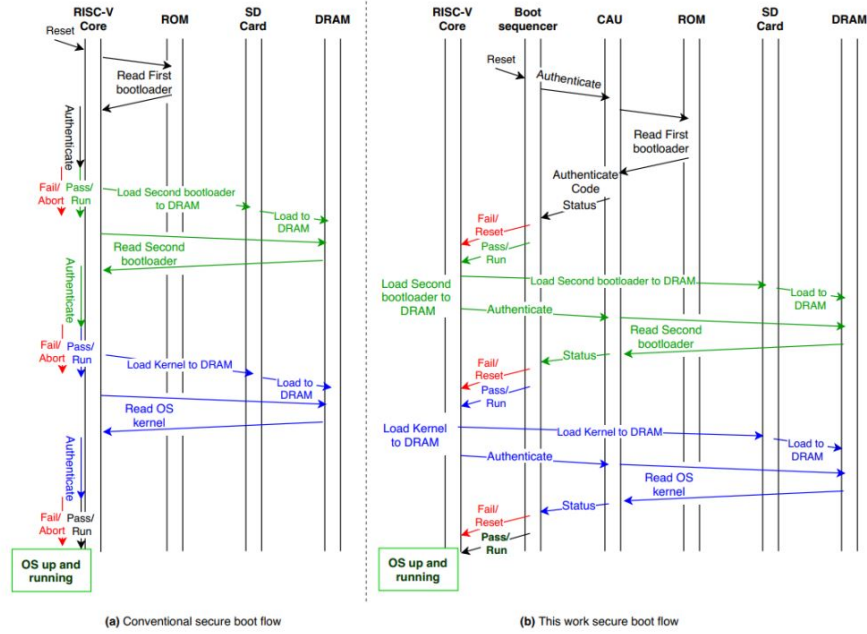 RISC-V
Core
ROM
SD
Card
DRAM
Reset
Read First
bootloader
Authenticate
Fail/
Abort
Pass/
Run
Load Second bootloader
to DRAM
Load to
DRAM
Read Second
bootloader
Authenticate
Fail/
Abort
Pass/
Run
Load Kernel to DRAM
Load to
DRAM
Read OS
kernel
Authenticate
Fail/
Abort
Pass/
Run
OS up and
running
(a) Conventional secure boot flow
RISC-V
Core
Boot
sequencer
CAU
ROM
SD
Card
DRAM
Reset
Authenticate
Read First
bootloader
Authenticate
Code
Status
Fail/
Reset
Pass/
Run
Load Second
bootloader to
DRAM
Load Second bootloader to DRAM
Load to
DRAM
Authenticate
Read Second
bootloader
Status
Fail/
Reset
Pass/
Run
Load Kernel
to DRAM
Load Kernel to DRAM
Load to
DRAM
Authenticate
Read OS
kernel
Status
Fail/
Reset
Pass/
Run
OS up and
running
(b) This work secure boot flow